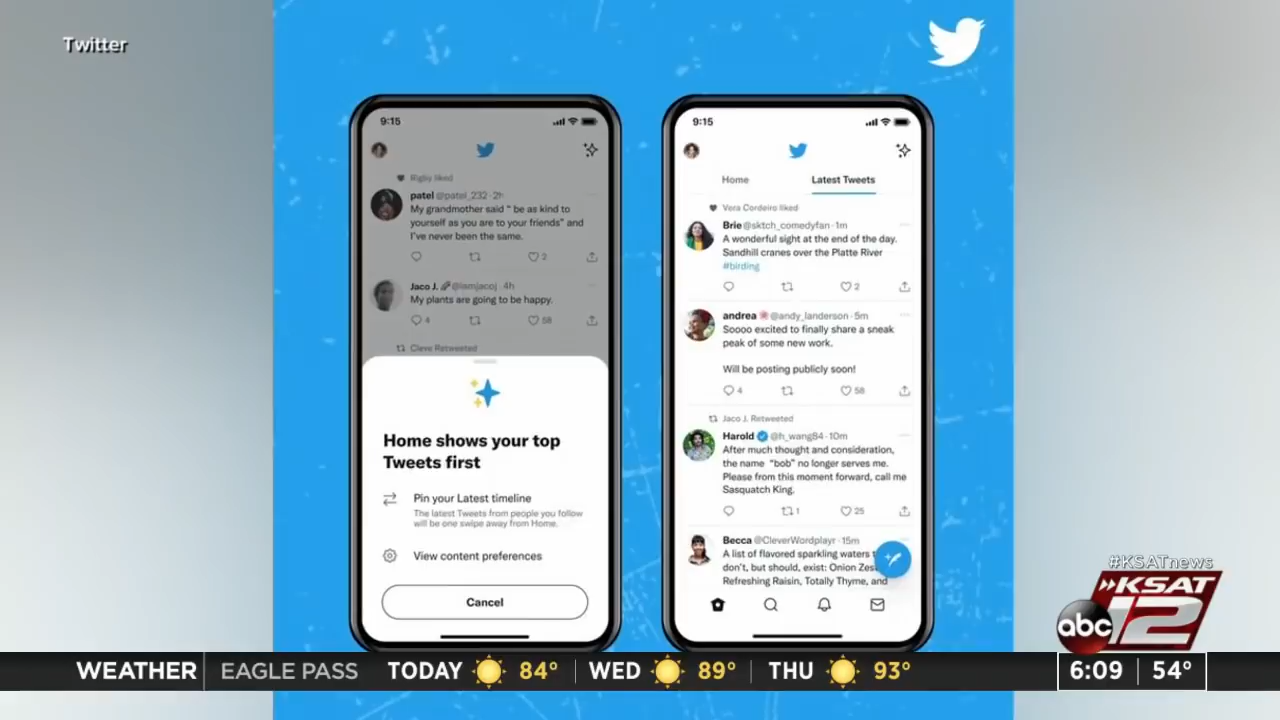 Twitter
9:15
Rigby liked
patel @patel_232 · 2h
My grandmother said “ be as kind to
yourself as you are to your friends” and
I've never been the same.
2
Jaco J. @iamjacoj · 4h
My plants are going to be happy.
4
58
Cleve Retweeted
Home shows your top
Tweets first
Pin your Latest timeline
The latest Tweets from people you follow
will be one swipe away from Home.
View content preferences
Cancel
9:15
Home
Latest Tweets
Vera Cordeiro liked
Brie @sktch_comedyfan · 1m
A wonderful sight at the end of the day.
Sandhill cranes over the Platte River
#birding
2
andrea @andy_landerson · 5m
Soooo excited to finally share a sneak
peak of some new work.
Will be posting publicly soon!
4
58
Jaco J. Retweeted
Harold @h_wang84 · 10m
After much thought and consideration,
the name “bob” no longer serves me.
Please from this moment forward, call me
Sasquatch King.
1
25
Becca @CleverWordplayr · 15m
A list of flavored sparkling waters
don't, but should, exist: Onion Zes
Refreshing Raisin, Totally Thyme, and
#KSATnews
KSAT
abc 12
WEATHER EAGLE PASS TODAY 84° WED 89° THU 93°
6:09 54°